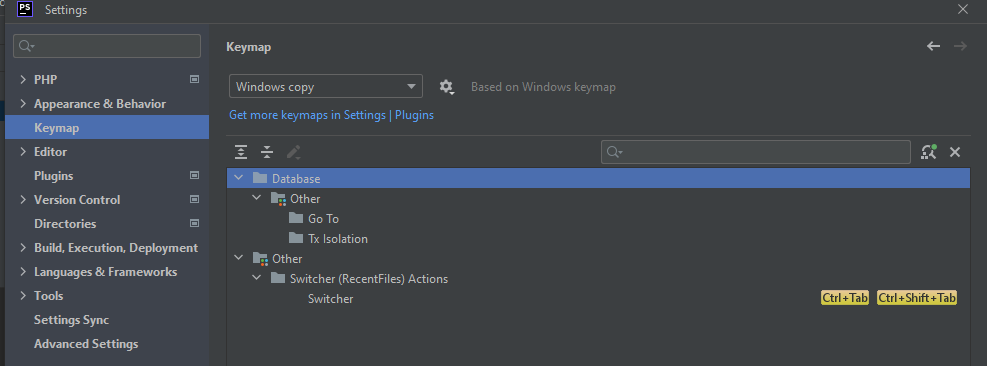 PS Settings
Keymap
PHP
Appearance & Behavior
Keymap
Editor
Plugins
Version Control
Directories
Build, Execution, Deployment
Languages & Frameworks
Tools
Settings Sync
Advanced Settings
Windows copy
Based on Windows keymap
Get more keymaps in Settings | Plugins
Database
Other
Go To
Tx Isolation
Other
Switcher (RecentFiles) Actions
Switcher Ctrl+Tab Ctrl+Shift+Tab